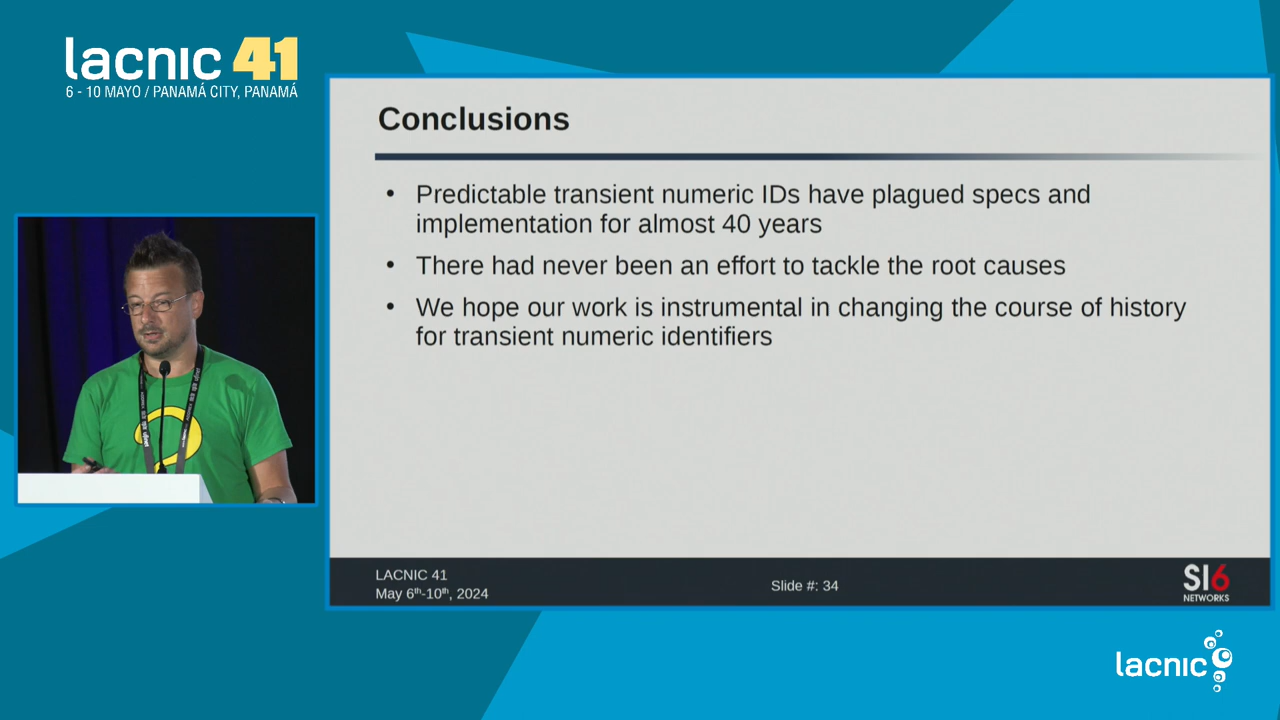 lacnic 41
6 - 10 MAYO / PANAMÁ CITY, PANAMÁ
Conclusions
• Predictable transient numeric IDs have plagued specs and
implementation for almost 40 years
• There had never been an effort to tackle the root causes
• We hope our work is instrumental in changing the course of history
for transient numeric identifiers
LACNIC 41
May 6th-10th, 2024
Slide #: 34
SI6
NETWORKS
lacnic